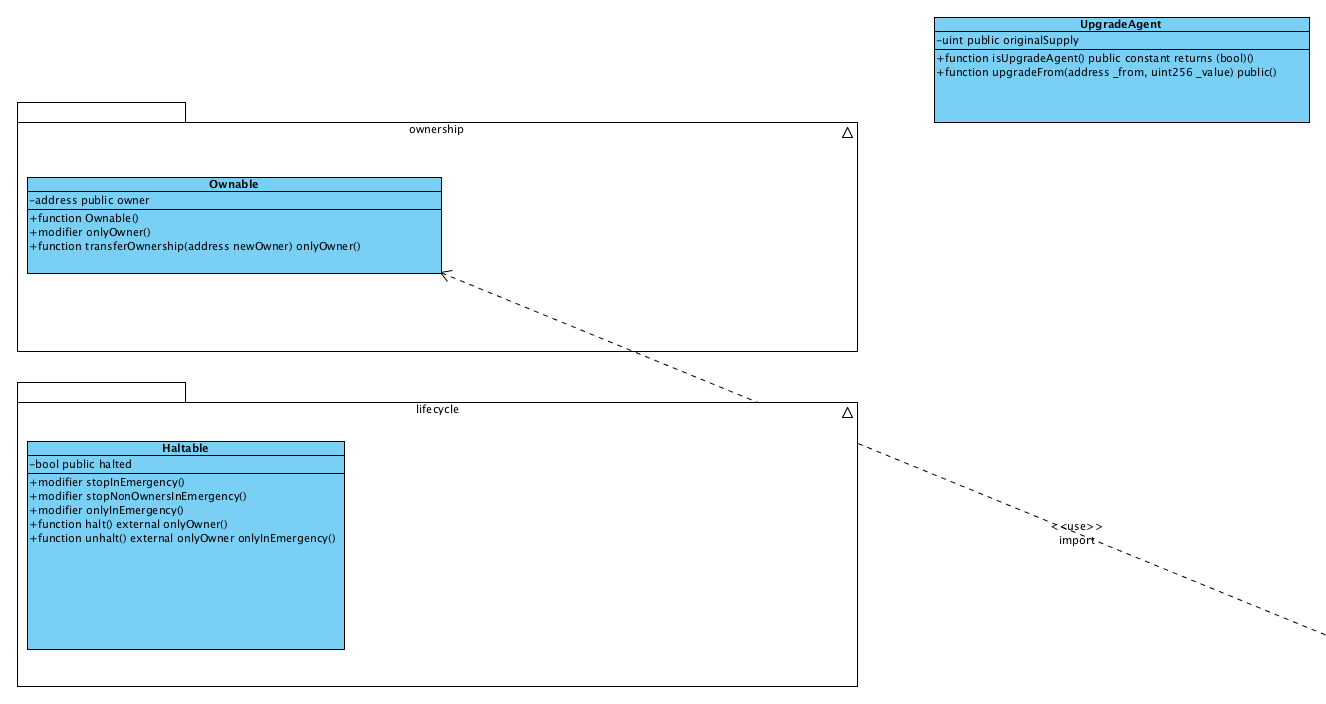 UpgradeAgent
-uint public originalSupply
+function isUpgradeAgent() public constant returns (bool)()
+function upgradeFrom(address _from, uint256 _value) public()
ownership
Ownable
-address public owner
+function Ownable()
+modifier onlyOwner()
+function transferOwnership(address newOwner) onlyOwner()
lifecycle
Haltable
-bool public halted
+modifier stopInEmergency()
+modifier stopNonOwnersInEmergency()
+modifier onlyInEmergency()
+function halt() external onlyOwner()
+function unhalt() external onlyOwner onlyInEmergency()
<<use>>
import